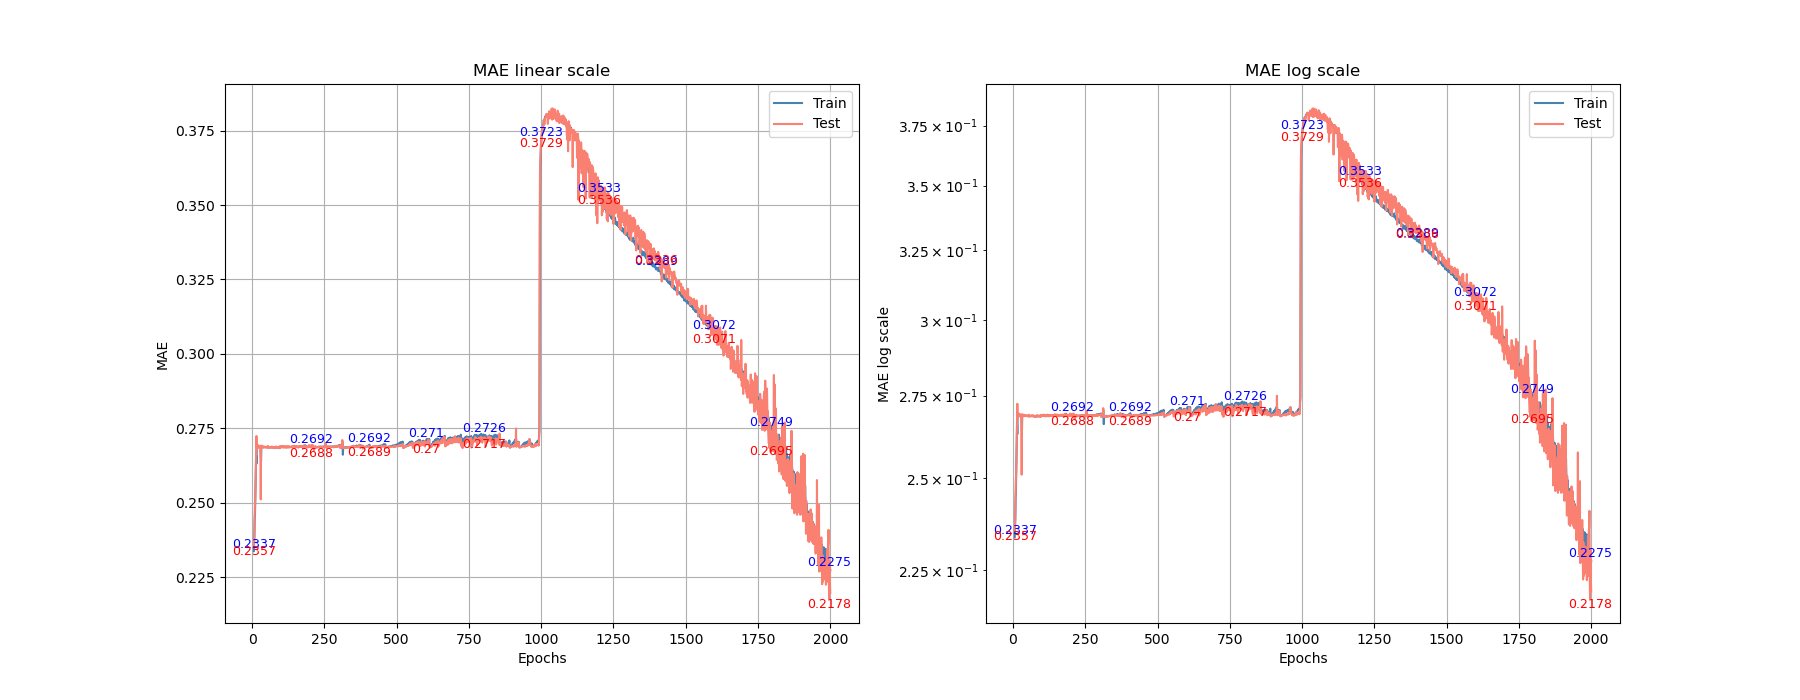 MAE linear scale
Train
Test
0.375
0.350
0.325
0.300
0.275
0.250
0.225
MAE
0.2337
0.2692
0.2688
0.2692
0.2689
0.271
0.27
0.2726
0.2717
0.3723
0.3729
0.3533
0.3536
0.3289
0.3072
0.3071
0.2749
0.2695
0.2275
0.2178
0 250 500 750 1000 1250 1500 1750 2000
Epochs
MAE log scale
Train
Test
3.75 × 10⁻¹
3.5 × 10⁻¹
3.25 × 10⁻¹
3 × 10⁻¹
2.75 × 10⁻¹
2.5 × 10⁻¹
2.25 × 10⁻¹
MAE log scale
0.2337
0.2692
0.2688
0.2692
0.2689
0.271
0.27
0.2726
0.2717
0.3723
0.3729
0.3533
0.3536
0.3289
0.3072
0.3071
0.2749
0.2695
0.2275
0.2178
0 250 500 750 1000 1250 1500 1750 2000
Epochs